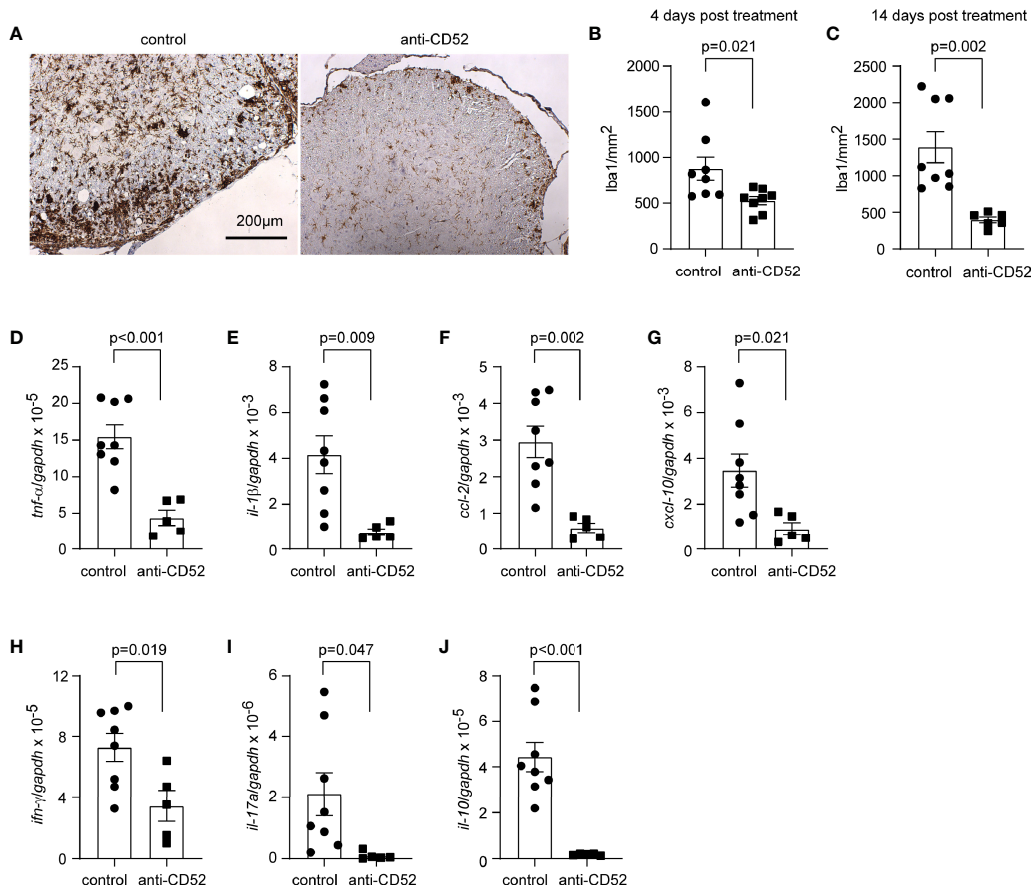 A
control
anti-CD52
200μm
4 days post treatment
B
p=0.021
Iba1/mm2
2000
1500
1000
500
0
control
anti-CD52
14 days post treatment
C
p=0.002
Iba1/mm2
2500
2000
1500
1000
500
0
control
anti-CD52
D
p<0.001
tnf-α/gapdh x 10-5
25
20
15
10
5
0
control
anti-CD52
E
p=0.009
il-1β/gapdh x 10-3
8
6
4
2
0
control
anti-CD52
F
p=0.002
ccl-2/gapdh x 10-3
5
4
3
2
1
0
control
anti-CD52
G
p=0.021
cxcl-10/gapdh x 10-3
8
6
4
2
0
control
anti-CD52
H
p=0.019
ifn-γ/gapdh x 10-5
12
8
4
0
control
anti-CD52
I
p=0.047
il-17a/gapdh x 10-6
6
4
2
0
control
anti-CD52
J
p<0.001
il-10/gapdh x 10-5
8
6
4
2
0
control
anti-CD52